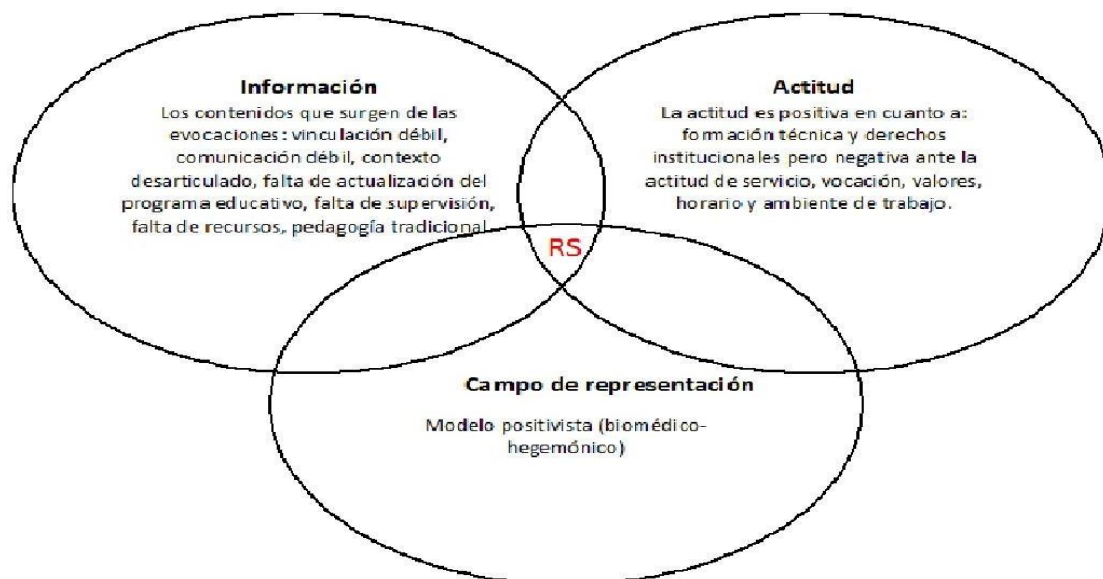 Información
Los contenidos que surgen de las
evocaciones: vinculación débil,
comunicación débil, contexto
desarticulado, falta de actualización del
programa educativo, falta de supervisión,
falta de recursos, pedagogía tradicional
Actitud
La actitud es positiva en cuanto a:
formación técnica y derechos
institucionales pero negativa ante la
actitud de servicio, vocación, valores,
horario y ambiente de trabajo.
RS
Campo de representación
Modelo positivista (biomédico-
hegemónico)